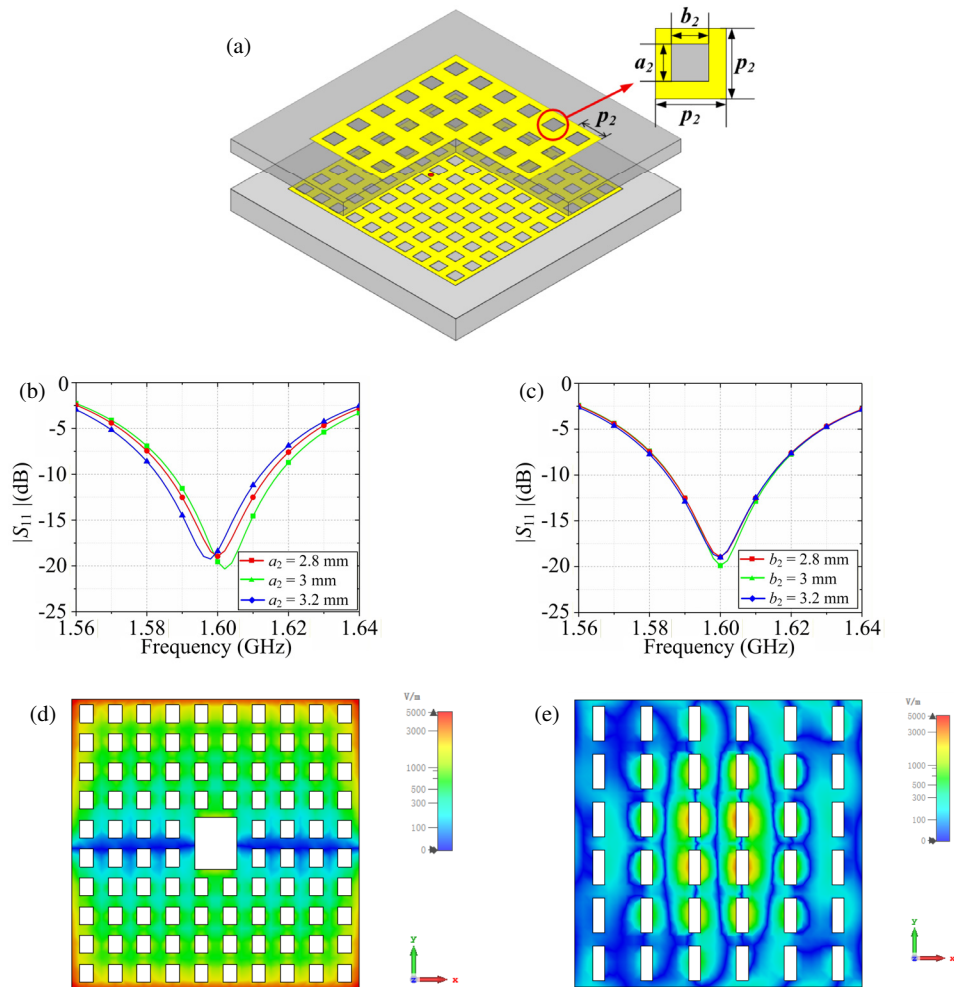 (a)
b2
a2
p2
p2
p2
(b)
0
-5
-10
-15
-20
-25
|S11|(dB)
a2 = 2.8 mm
a2 = 3 mm
a2 = 3.2 mm
1.56 1.58 1.60 1.62 1.64
Frequency (GHz)
(c)
0
-5
-10
-15
-20
-25
|S11|(dB)
b2 = 2.8 mm
b2 = 3 mm
b2 = 3.2 mm
1.56 1.58 1.60 1.62 1.64
Frequency (GHz)
(d)
V/m
5000
3000
1000
500
300
100
0
y
x
(e)
V/m
5000
3000
1000
500
300
100
0
y
x